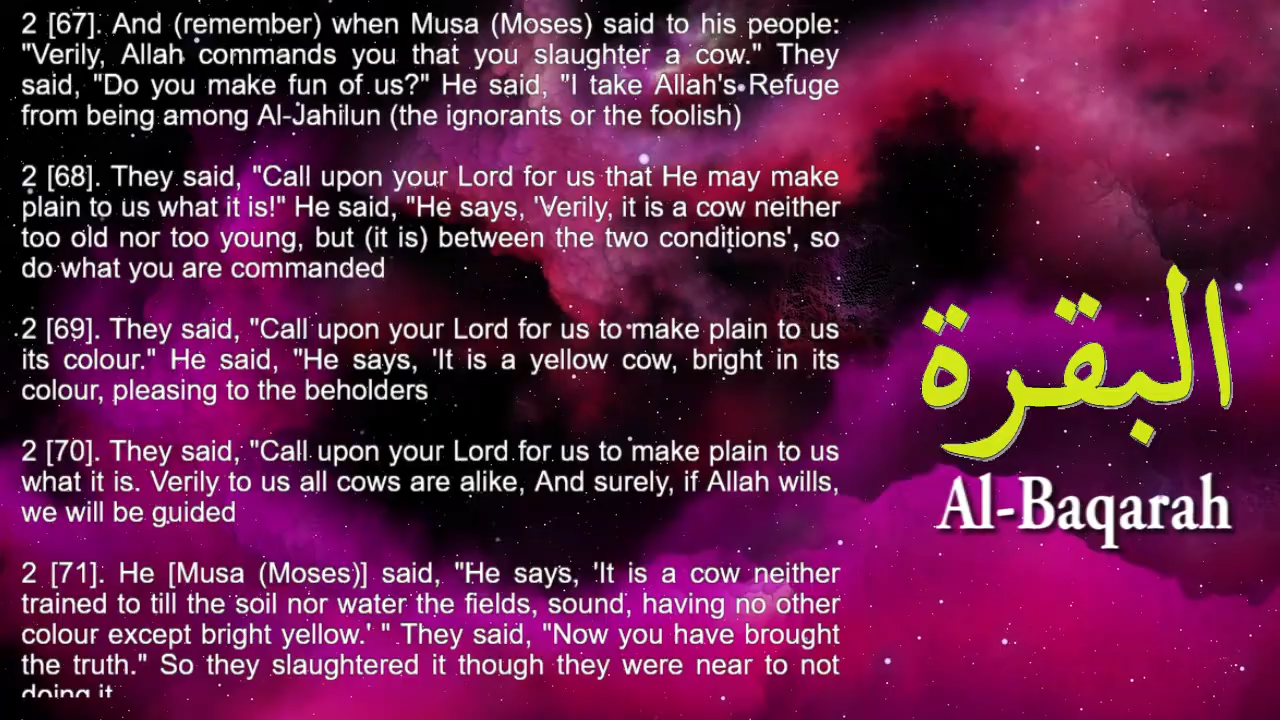 2 [67]. And (remember) when Musa (Moses) said to his people:
"Verily, Allah commands you that you slaughter a cow." They
said, "Do you make fun of us?" He said, "I take Allah's Refuge
from being among Al-Jahilun (the ignorants or the foolish)
2 [68]. They said, "Call upon your Lord for us that He may make
plain to us what it is!" He said, "He says, 'Verily, it is a cow neither
too old nor too young, but (it is) between the two conditions', so
do what you are commanded
2 [69]. They said, "Call upon your Lord for us to make plain to us
its colour." He said, "He says, 'It is a yellow cow, bright in its
colour, pleasing to the beholders
2 [70]. They said, "Call upon your Lord for us to make plain to us
what it is. Verily to us all cows are alike, And surely, if Allah wills,
we will be guided
2 [71]. He [Musa (Moses)] said, "He says, 'It is a cow neither
trained to till the soil nor water the fields, sound, having no other
colour except bright yellow.' " They said, "Now you have brought
the truth." So they slaughtered it though they were near to not
doing it
البقرة
Al-Baqarah